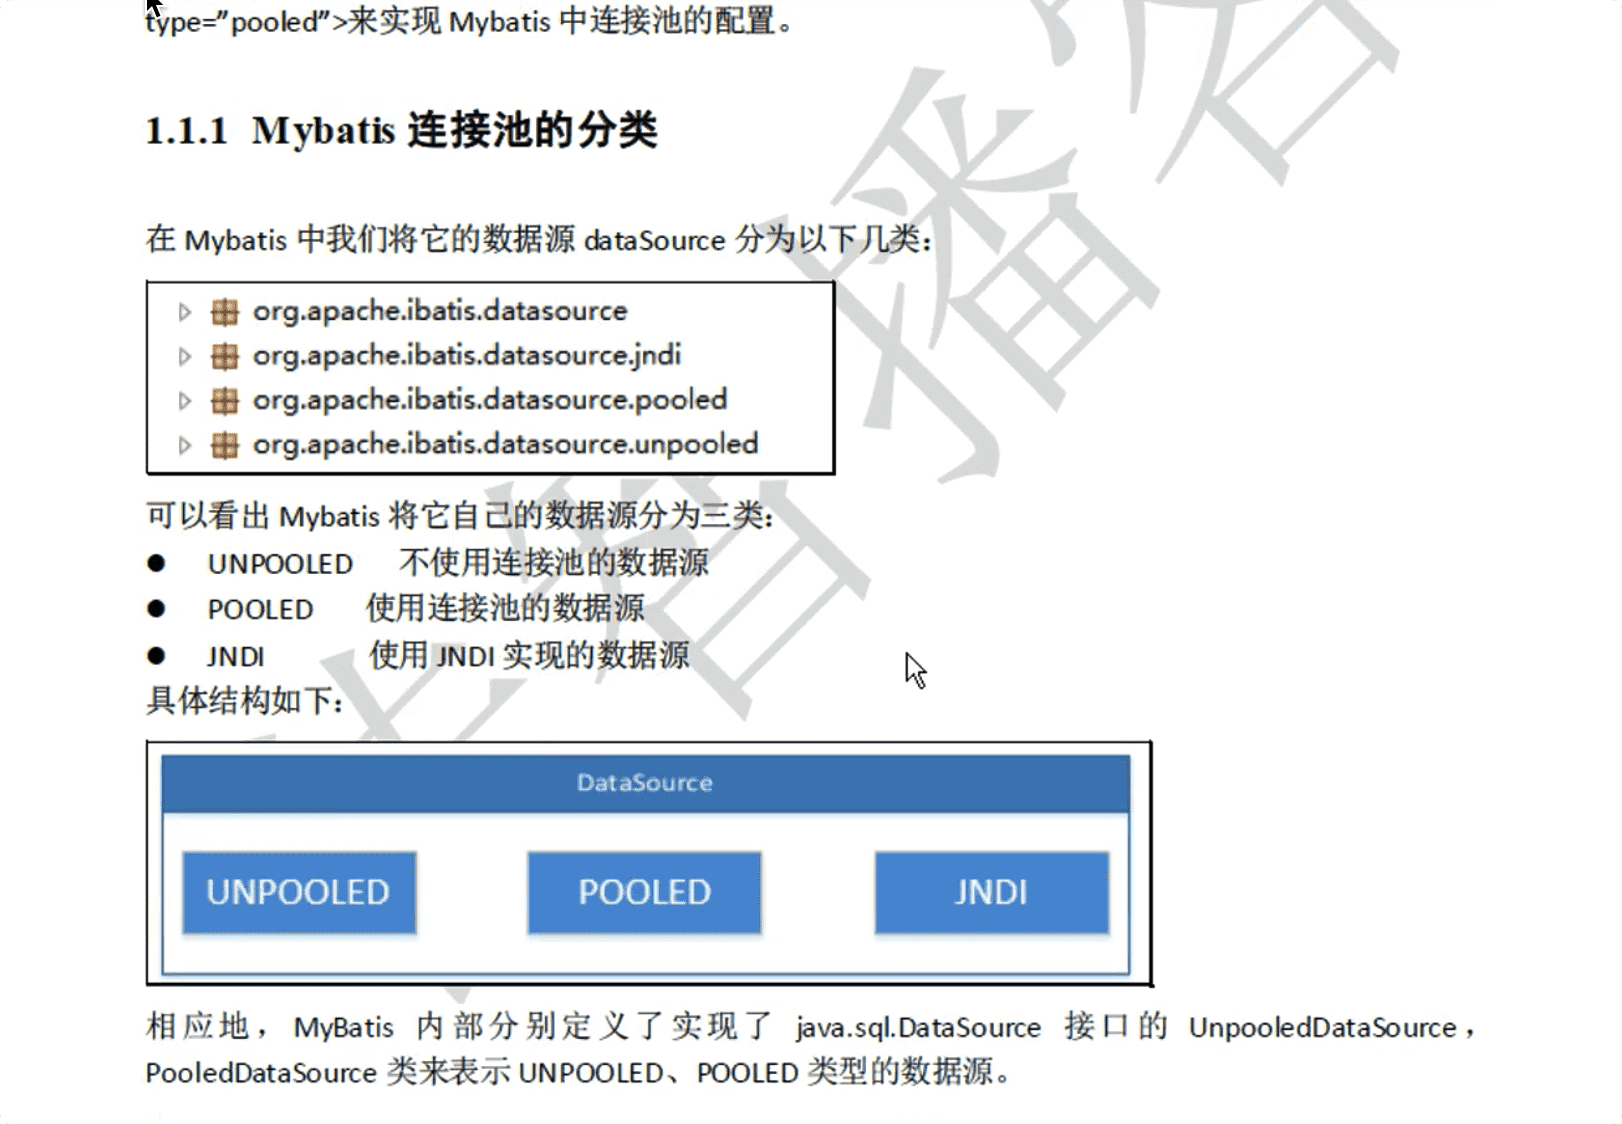 type=”pooled”>来实现 Mybatis 中连接池的配置。
1.1.1 Mybatis 连接池的分类
在 Mybatis 中我们将它的数据源 dataSource 分为以下几类：
org.apache.ibatis.datasource
org.apache.ibatis.datasource.jndi
org.apache.ibatis.datasource.pooled
org.apache.ibatis.datasource.unpooled
可以看出 Mybatis 将它自己的数据源分为三类：
● UNPOOLED 不使用连接池的数据源
● POOLED 使用连接池的数据源
● JNDI 使用 JNDI 实现的数据源
具体结构如下：
DataSource
UNPOOLED POOLED JNDI
相应地，MyBatis 内部分别定义了实现了 java.sql.DataSource 接口的 UnpooledDataSource，
PooledDataSource 类来表示 UNPOOLED、POOLED 类型的数据源。
智播客